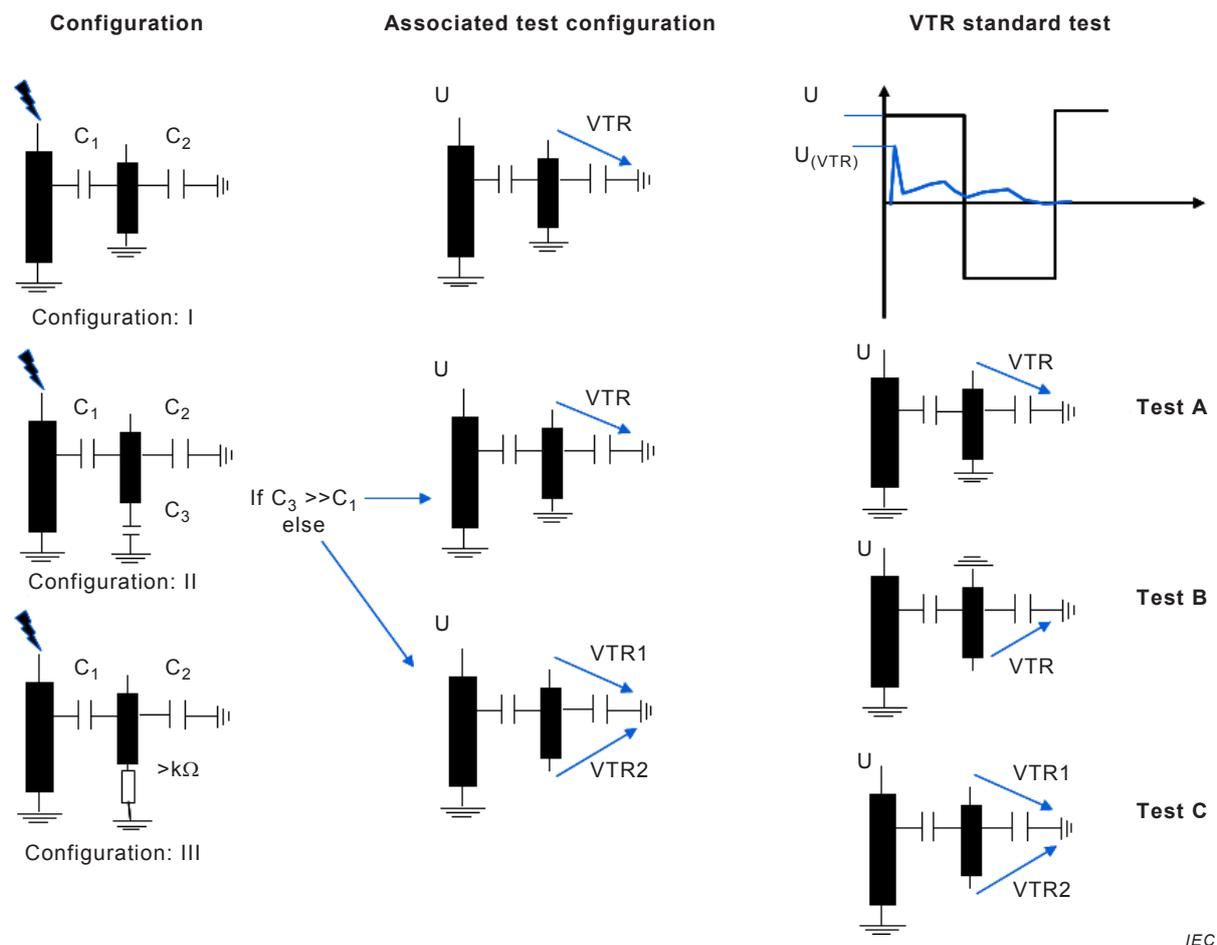 Configuration
Associated test configuration
VTR standard test
C1
C2
Configuration: I
U
VTR
U
U(VTR)
C1
C2
C3
Configuration: II
If C3 >>C1
else
U
VTR
U
VTR
Test A
U
VTR
Test B
C1
C2
>kΩ
Configuration: III
U
VTR1
VTR2
U
VTR1
VTR2
Test C
IEC